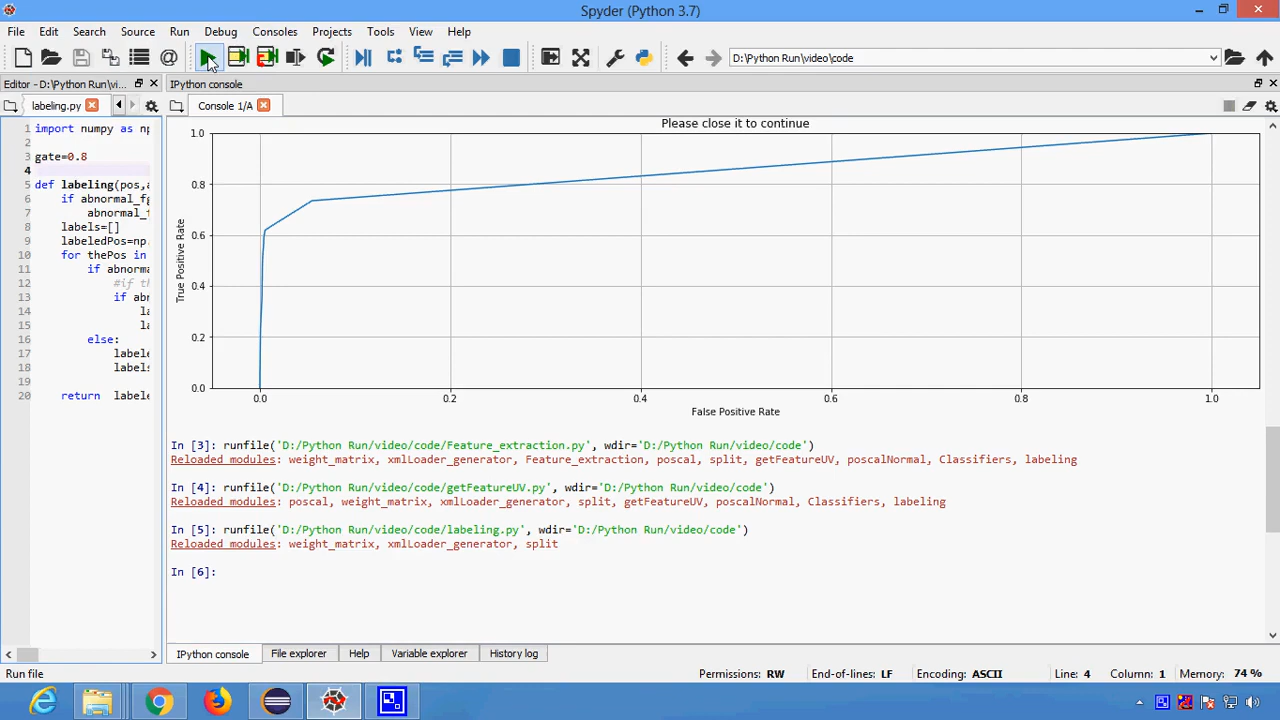 Spyder (Python 3.7)
File Edit Search Source Run Debug Consoles Projects Tools View Help
D:\Python Run\video\code
Editor - D:\Python Run\vi...
IPython console
labeling.py
Console 1/A
1 import numpy as np
2
3 gate=0.8
4
5 def labeling(pos,a
6 if abnormal_fg
7 abnormal_f
8 labels=[]
9 labeledPos=np.
10 for thePos in
11 if abnorma
12 #if th
13 if abn
14 la
15 la
16 else:
17 labele
18 labels
19
20 return labele
Please close it to continue
1.0
0.8
0.6
0.4
0.2
0.0
True Positive Rate
0.0 0.2 0.4 0.6 0.8 1.0
False Positive Rate
In [3]: runfile('D:/Python Run/video/code/Feature_extraction.py', wdir='D:/Python Run/video/code')
Reloaded modules: weight_matrix, xmlLoader_generator, Feature_extraction, poscal, split, getFeatureUV, poscalNormal, Classifiers, labeling
In [4]: runfile('D:/Python Run/video/code/getFeatureUV.py', wdir='D:/Python Run/video/code')
Reloaded modules: poscal, weight_matrix, xmlLoader_generator, split, getFeatureUV, poscalNormal, Classifiers, labeling
In [5]: runfile('D:/Python Run/video/code/labeling.py', wdir='D:/Python Run/video/code')
Reloaded modules: weight_matrix, xmlLoader_generator, split
In [6]:
IPython console File explorer Help Variable explorer History log
Run file
Permissions: RW End-of-lines: LF Encoding: ASCII Line: 4 Column: 1 Memory: 74 %